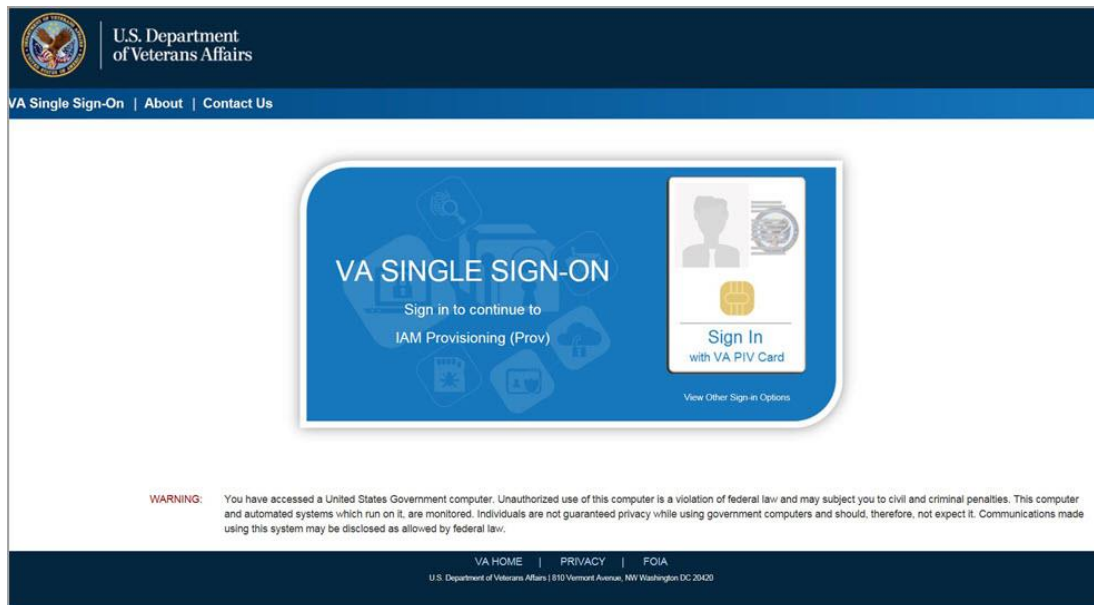 U.S. Department
of Veterans Affairs
VA Single Sign-On | About | Contact Us
VA SINGLE SIGN-ON
Sign in to continue to
IAM Provisioning (Prov)
Sign In
with VA PIV Card
View Other Sign-in Options
WARNING: You have accessed a United States Government computer. Unauthorized use of this computer is a violation of federal law and may subject you to civil and criminal penalties. This computer
and automated systems which run on it, are monitored. Individuals are not guaranteed privacy while using government computers and should, therefore, not expect it. Communications made
using this system may be disclosed as allowed by federal law.
VA HOME | PRIVACY | FOIA
U.S. Department of Veterans Affairs | 810 Vermont Avenue, NW Washington DC 20420